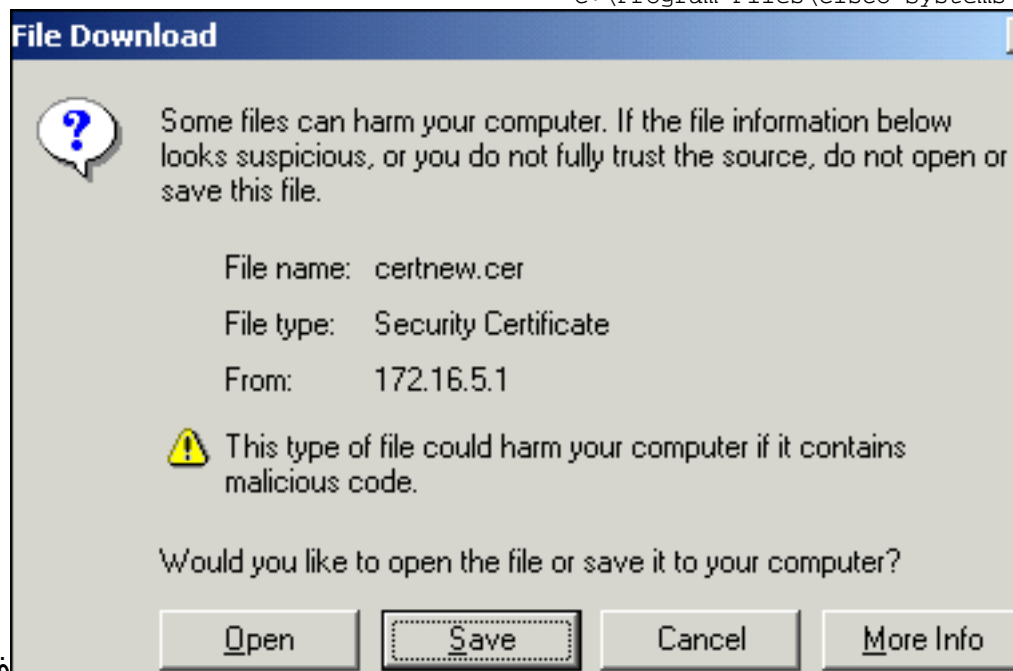 File Download
Some files can harm your computer. If the file information below
looks suspicious, or you do not fully trust the source, do not open or
save this file.
File name: certnew.cer
File type: Security Certificate
From: 172.16.5.1
This type of file could harm your computer if it contains
malicious code.
Would you like to open the file or save it to your computer?
Open Save Cancel More Info